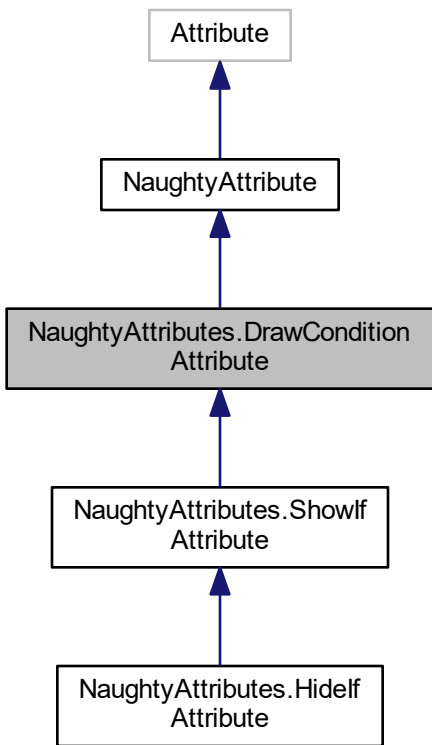 Attribute
NaughtyAttribute
NaughtyAttributes.DrawCondition
Attribute
NaughtyAttributes.ShowIf
Attribute
NaughtyAttributes.HideIf
Attribute